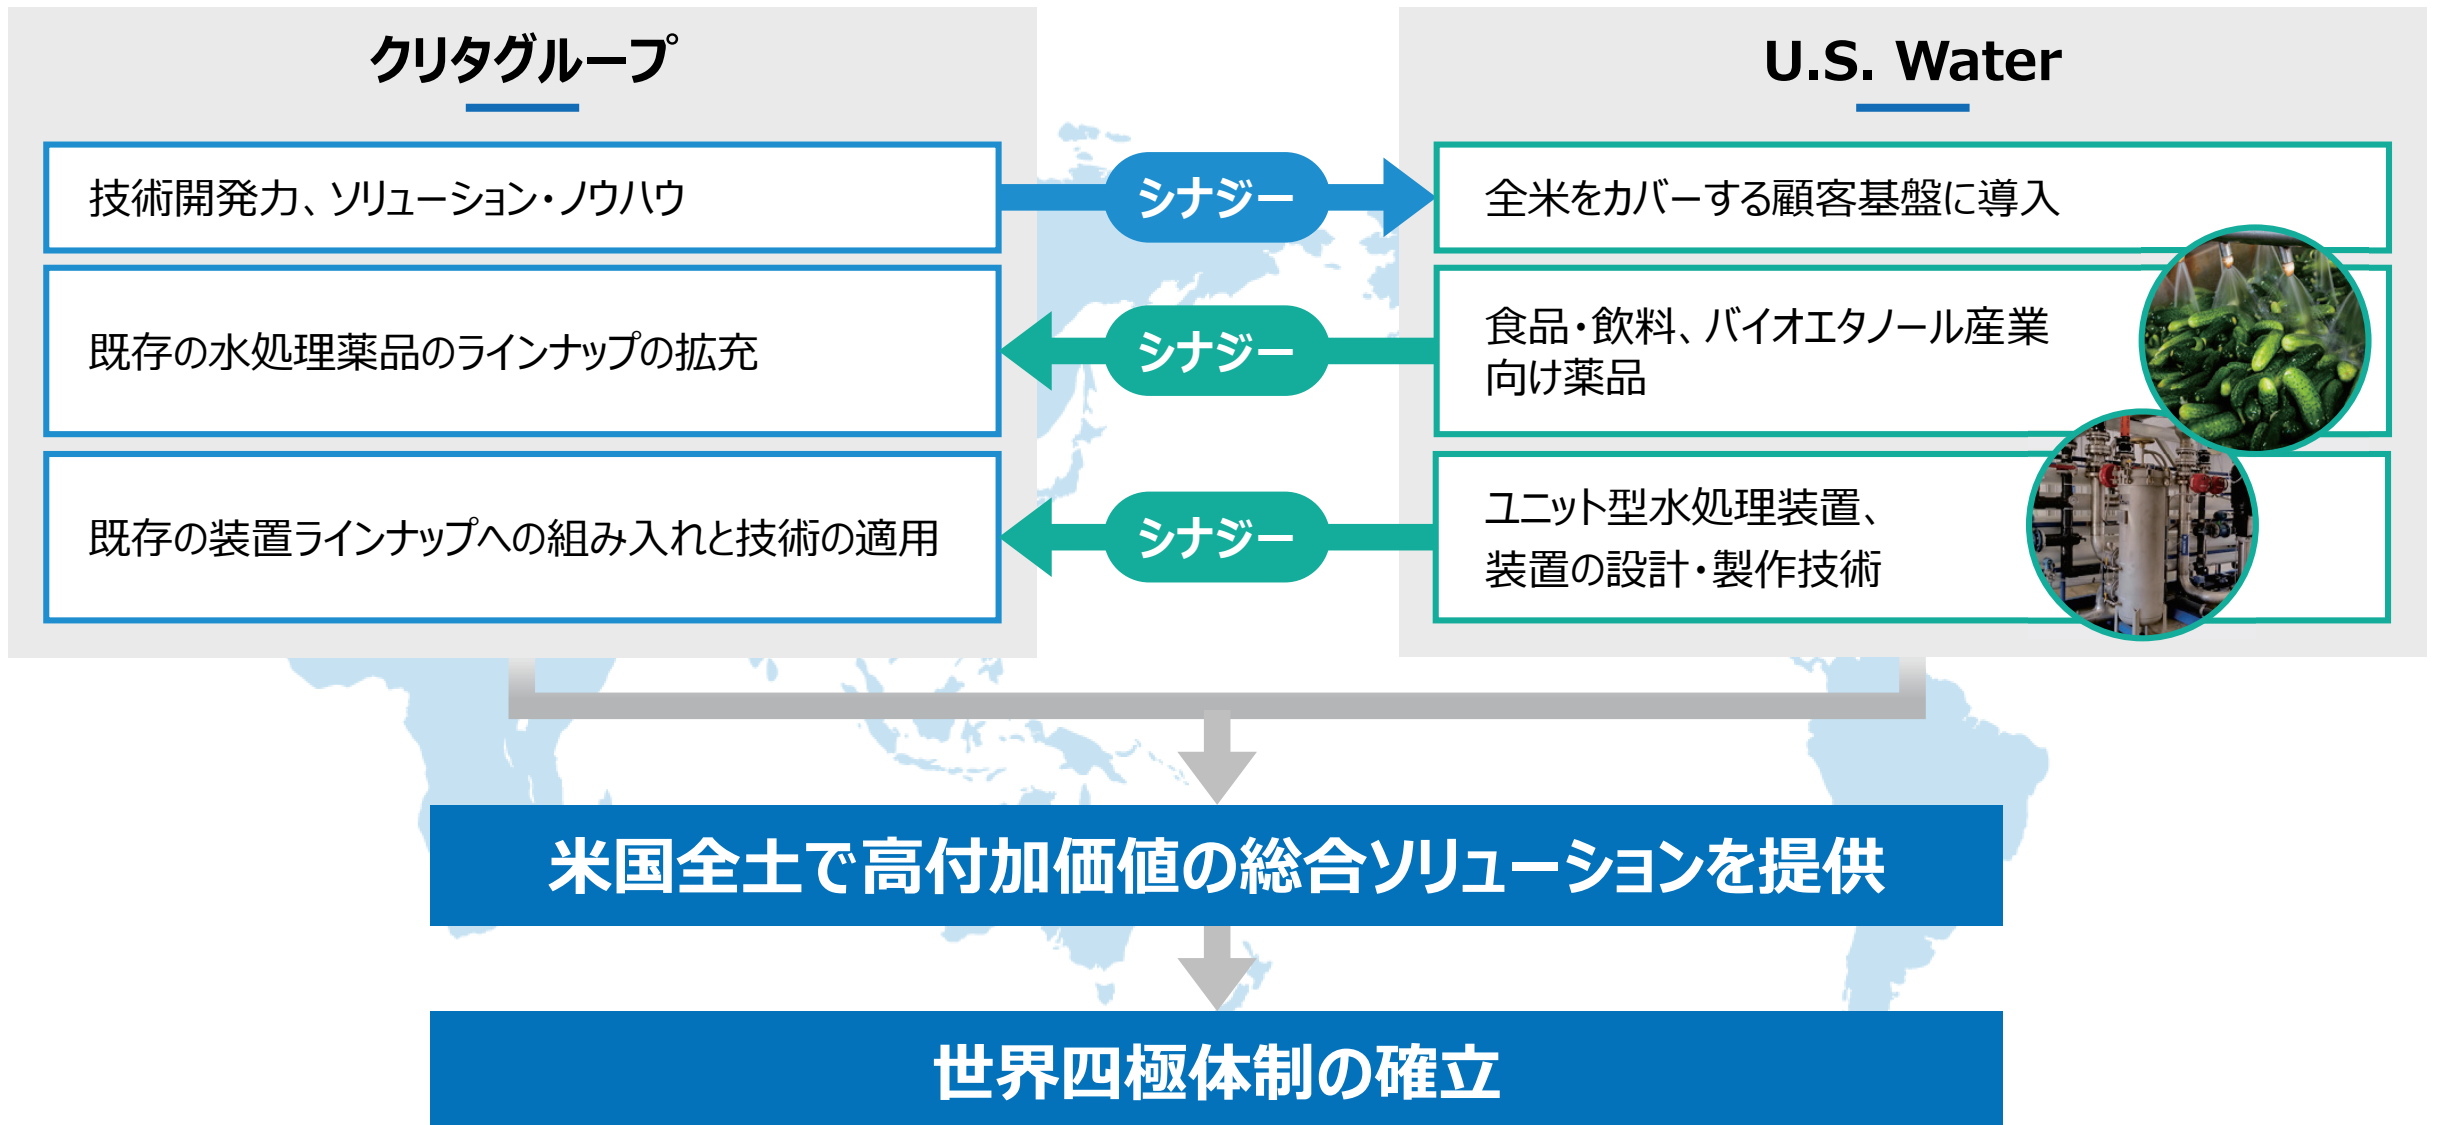 クリタグループ
U.S. Water
技術開発力、ソリューション・ノウハウ
シナジー
全米をカバーする顧客基盤に導入
既存の水処理薬品のラインナップの拡充
シナジー
食品・飲料、バイオエタノール産業
向け薬品
既存の装置ラインナップへの組み入れと技術の適用
シナジー
ユニット型水処理装置、
装置の設計・製作技術
米国全土で高付加価値の総合ソリューションを提供
世界四極体制の確立